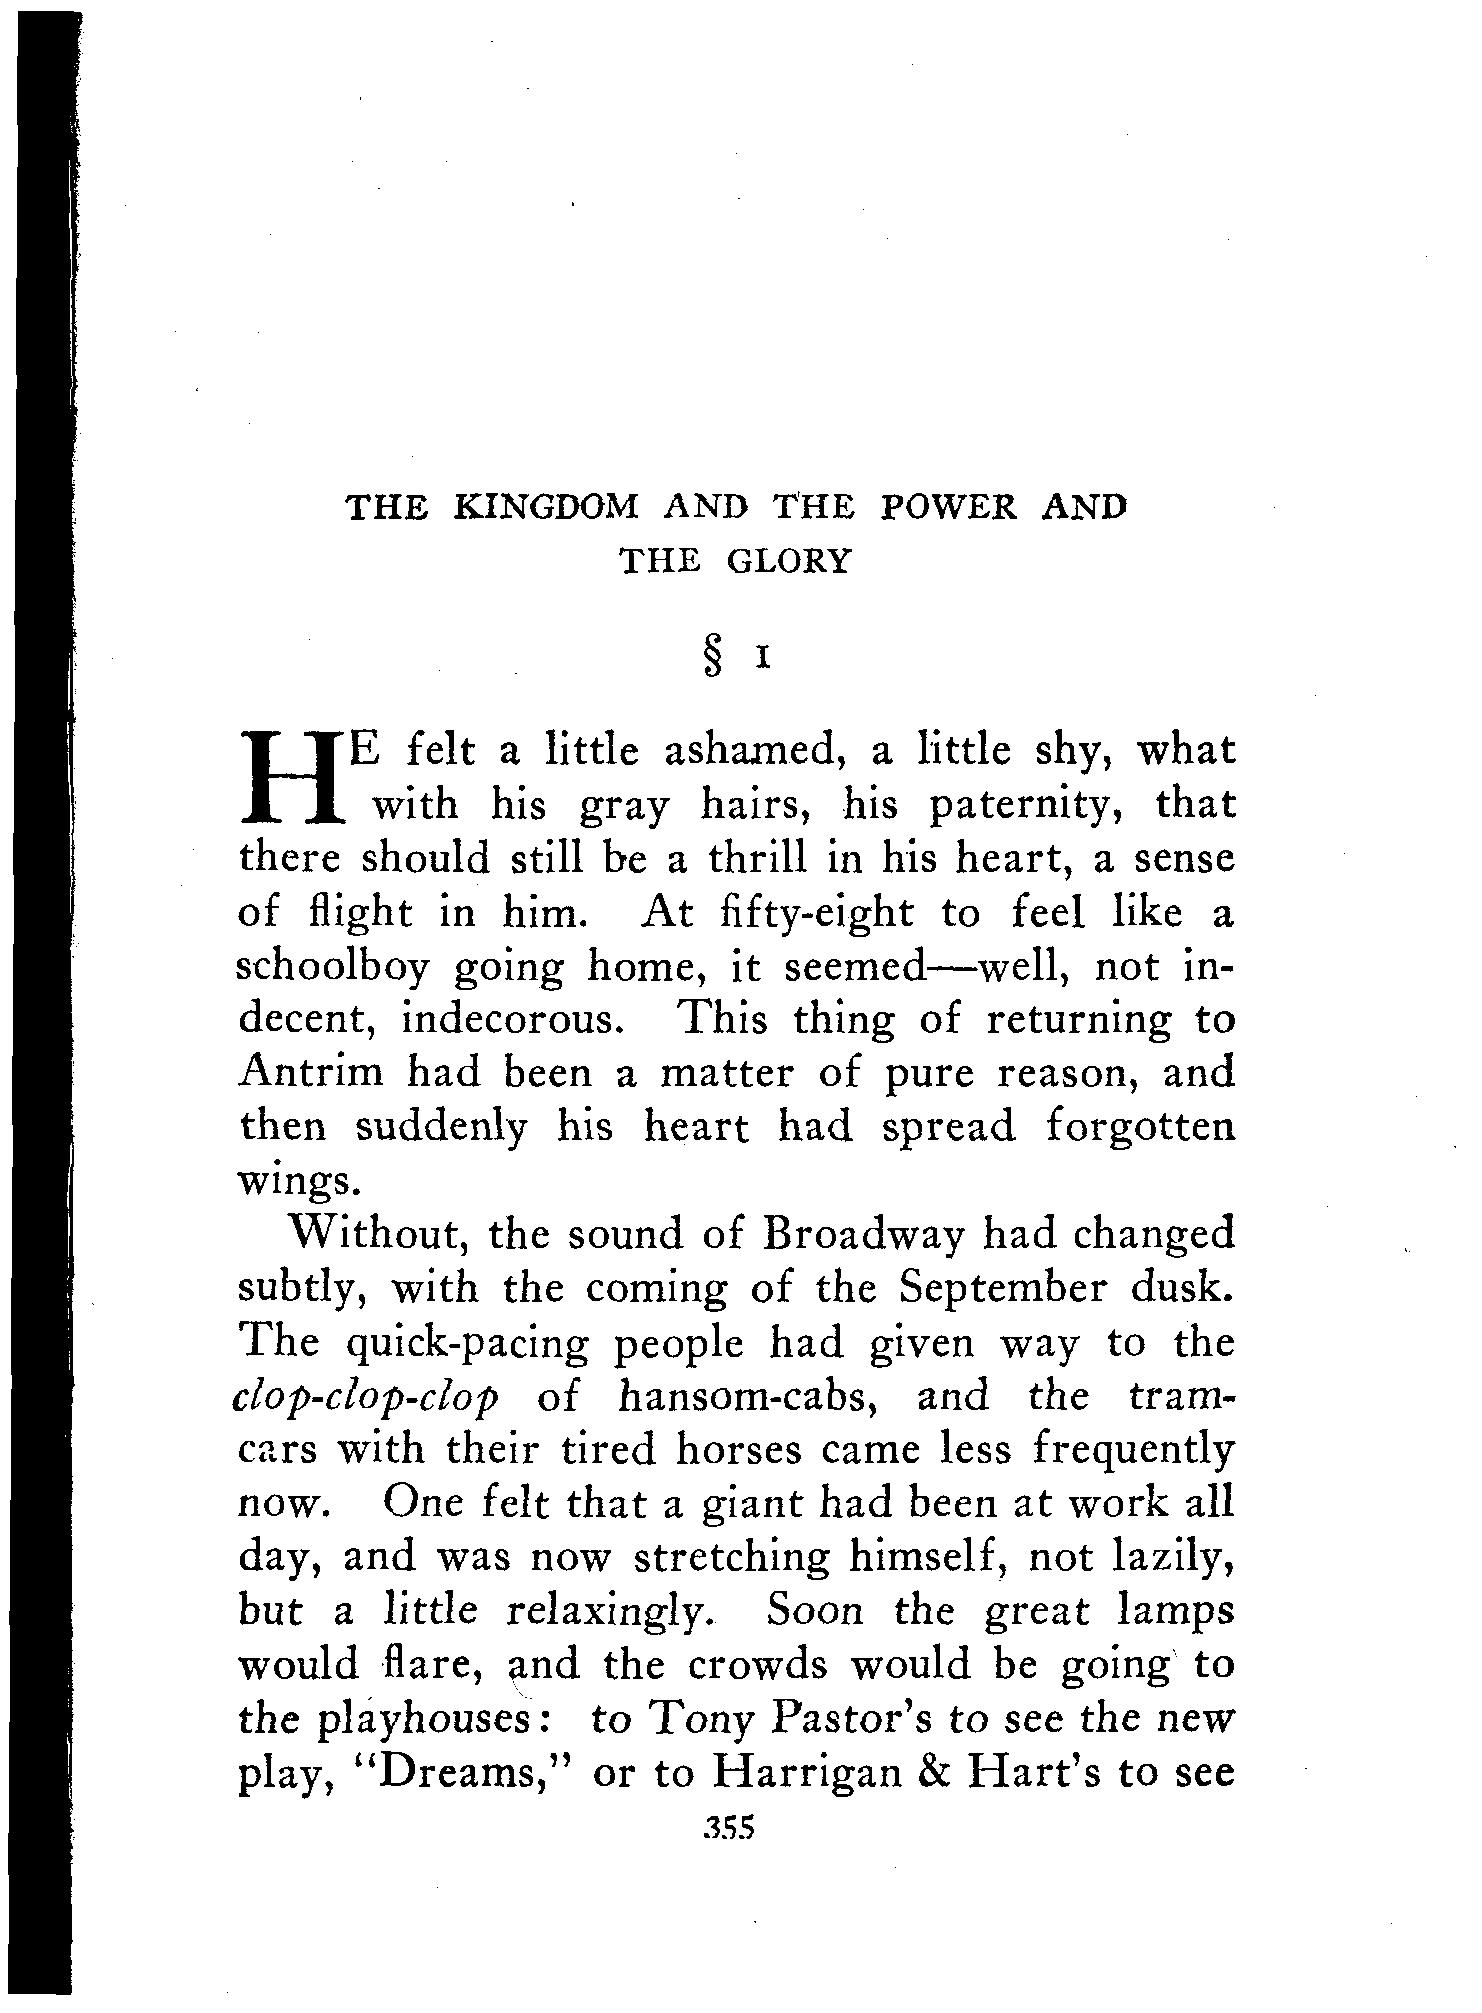 THE KINGDOM AND THE POWER AND
THE GLORY
§ I
HE felt a little ashamed, a little shy, what
with his gray hairs, his paternity, that
there should still be a thrill in his heart, a sense
of flight in him. At fifty-eight to feel like a
schoolboy going home, it seemed—well, not in-
decent, indecorous. This thing of returning to
Antrim had been a matter of pure reason, and
then suddenly his heart had spread forgotten
wings.
Without, the sound of Broadway had changed
subtly, with the coming of the September dusk.
The quick-pacing people had given way to the
clop-clop-clop of hansom-cabs, and the tram-
cars with their tired horses came less frequently
now. One felt that a giant had been at work all
day, and was now stretching himself, not lazily,
but a little relaxingly. Soon the great lamps
would flare, and the crowds would be going to
the playhouses: to Tony Pastor's to see the new
play, "Dreams," or to Harrigan & Hart's to see
355